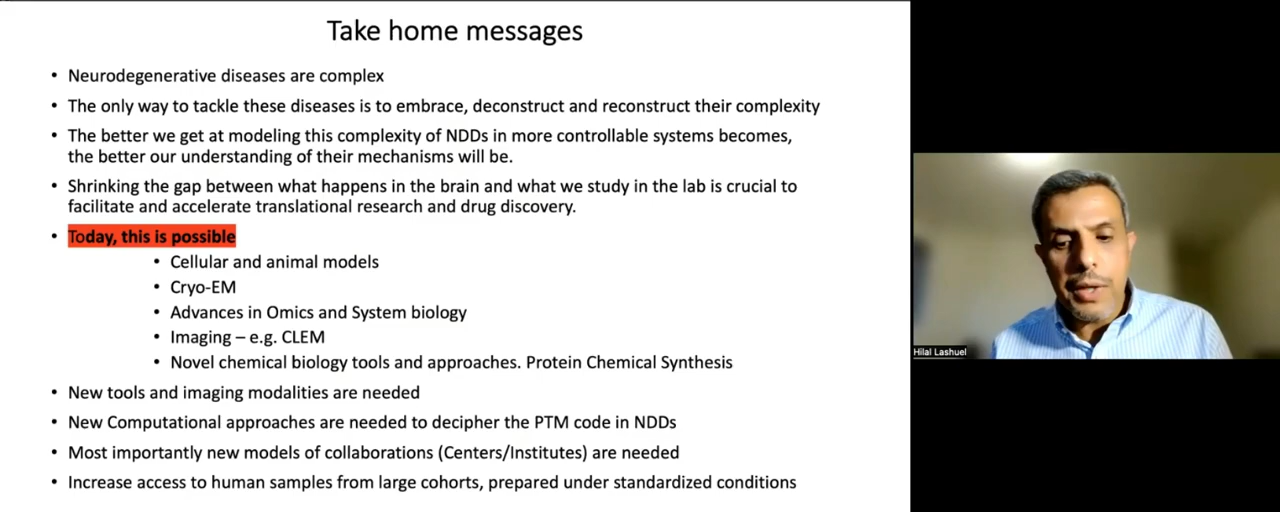 Take home messages
• Neurodegenerative diseases are complex
• The only way to tackle these diseases is to embrace, deconstruct and reconstruct their complexity
• The better we get at modeling this complexity of NDDs in more controllable systems becomes,
the better our understanding of their mechanisms will be.
• Shrinking the gap between what happens in the brain and what we study in the lab is crucial to
facilitate and accelerate translational research and drug discovery.
• Today, this is possible
• Cellular and animal models
• Cryo-EM
• Advances in Omics and System biology
• Imaging – e.g. CLEM
• Novel chemical biology tools and approaches. Protein Chemical Synthesis
• New tools and imaging modalities are needed
• New Computational approaches are needed to decipher the PTM code in NDDs
• Most importantly new models of collaborations (Centers/Institutes) are needed
• Increase access to human samples from large cohorts, prepared under standardized conditions
Hilal Lashuel